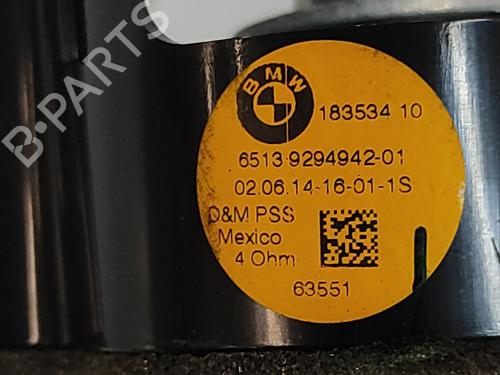 B-PARTS
BMW
183534 10
6513 9294942-01
02.06.14-16-01-1S
D&M PSS
Mexico
4 Ohm
63551